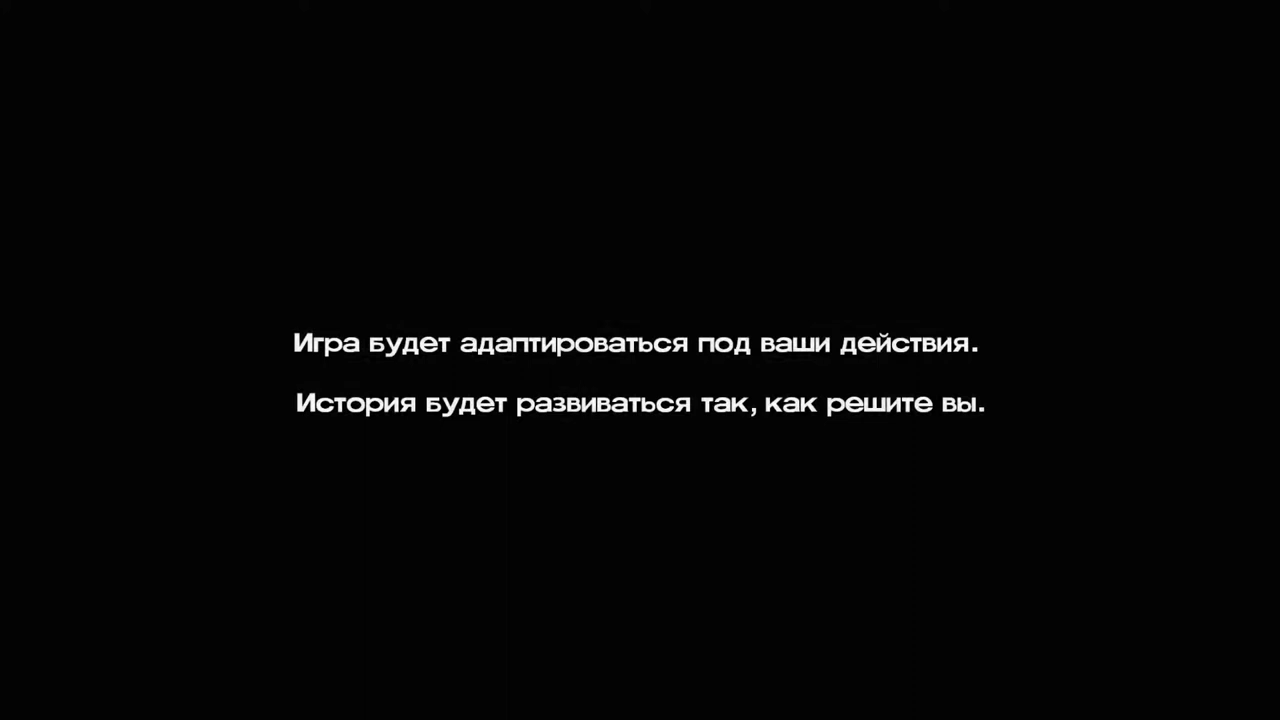 Игра будет адаптироваться под ваши действия.
История будет развиваться так, как решите вы.